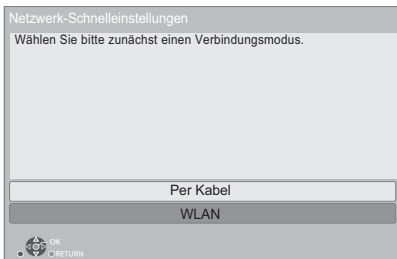 Netzwerk-Schnelleinstellungen
Wählen Sie bitte zunächst einen Verbindungsmodus.
Per Kabel
WLAN
OK
RETURN